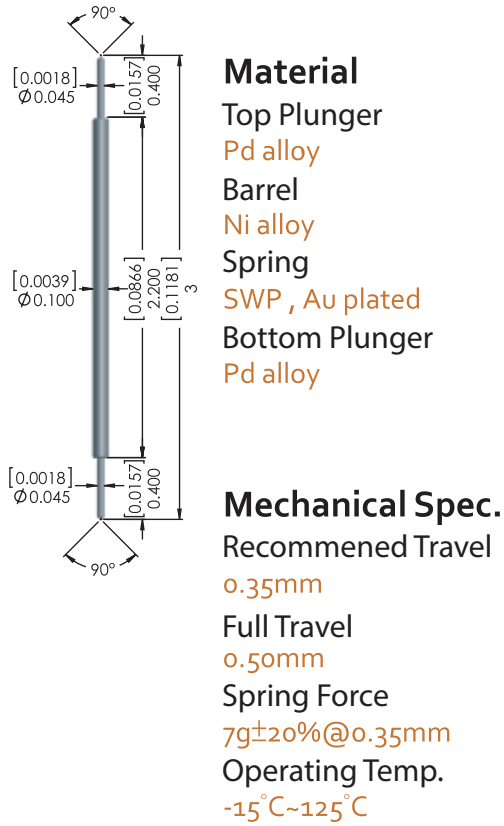 90°
[0.0018]
Ø0.045
[0.0157]
0.400
[0.0039]
Ø0.100
[0.0866]
2.200
[0.1181]
3
[0.0018]
Ø0.045
[0.0157]
0.400
90°
Material
Top Plunger
Pd alloy
Barrel
Ni alloy
Spring
SWP , Au plated
Bottom Plunger
Pd alloy
Mechanical Spec.
Recommened Travel
0.35mm
Full Travel
0.50mm
Spring Force
7g±20%@0.35mm
Operating Temp.
-15°C~125°C